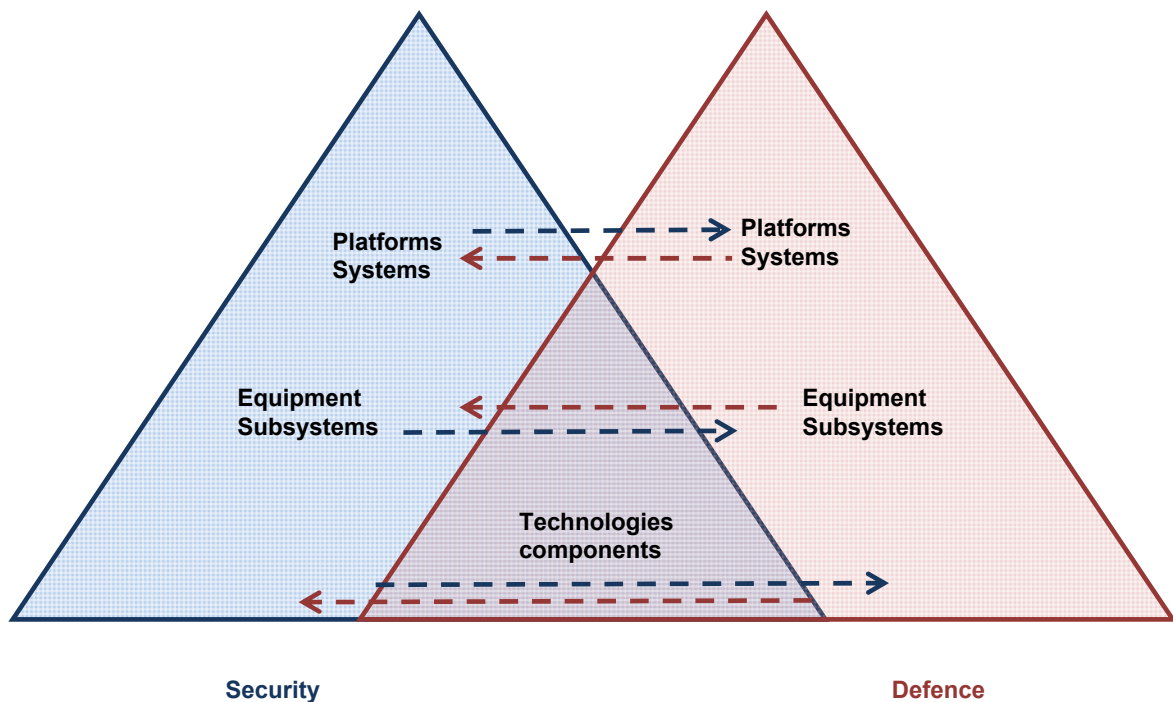 Platforms
Systems
Platforms
Systems
Equipment
Subsystems
Equipment
Subsystems
Technologies
components
Security
Defence